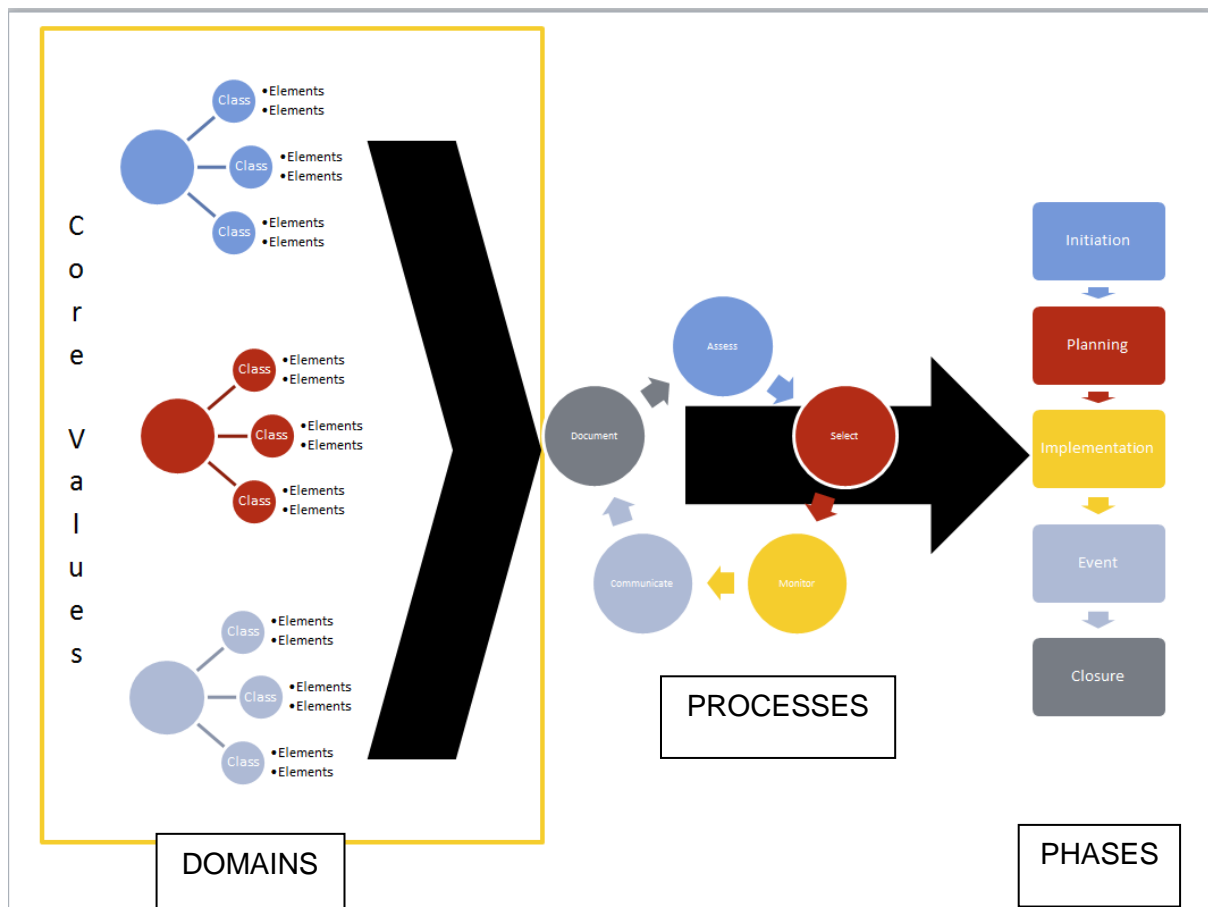 Core Values
Class
•Elements
•Elements
Class
•Elements
•Elements
Class
•Elements
•Elements
Class
•Elements
•Elements
Class
•Elements
•Elements
Class
•Elements
•Elements
Class
•Elements
•Elements
Class
•Elements
•Elements
Class
•Elements
•Elements
DOMAINS
Assess
Select
Monitor
Communicate
Document
PROCESSES
Initiation
Planning
Implementation
Event
Closure
PHASES